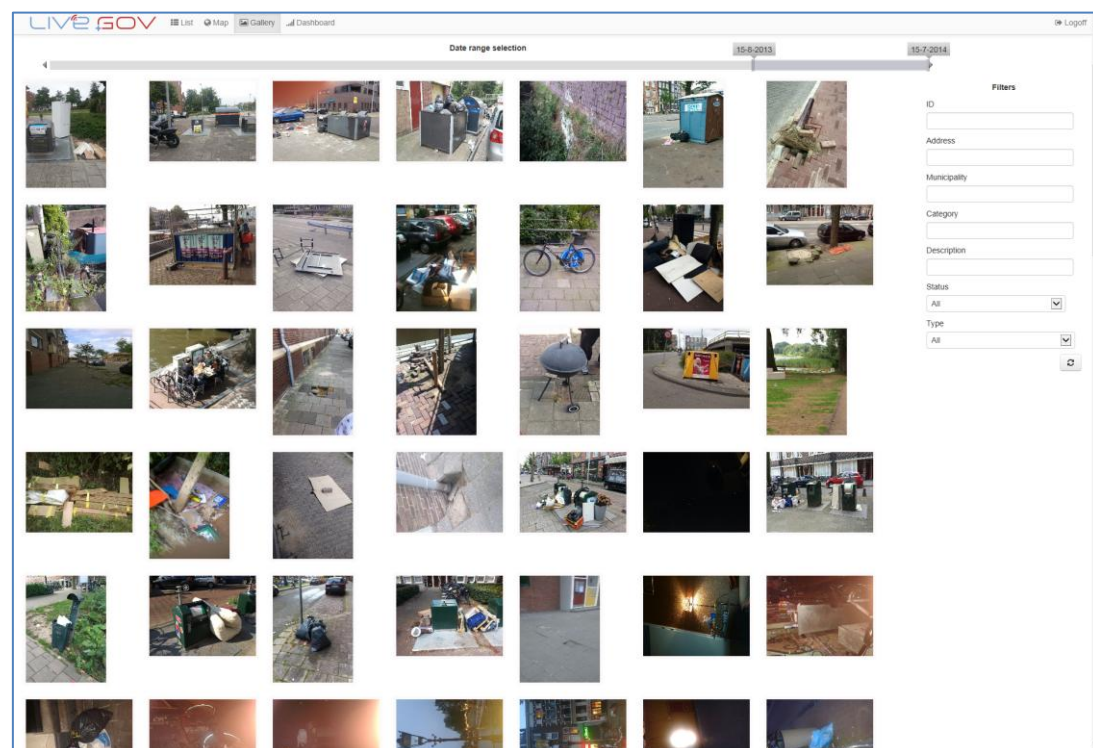 LIVE GOV List Map Gallery Dashboard Logoff
Date range selection
15-8-2013 15-7-2014
Filters
ID
Address
Municipality
Category
Description
Status
All
Type
All